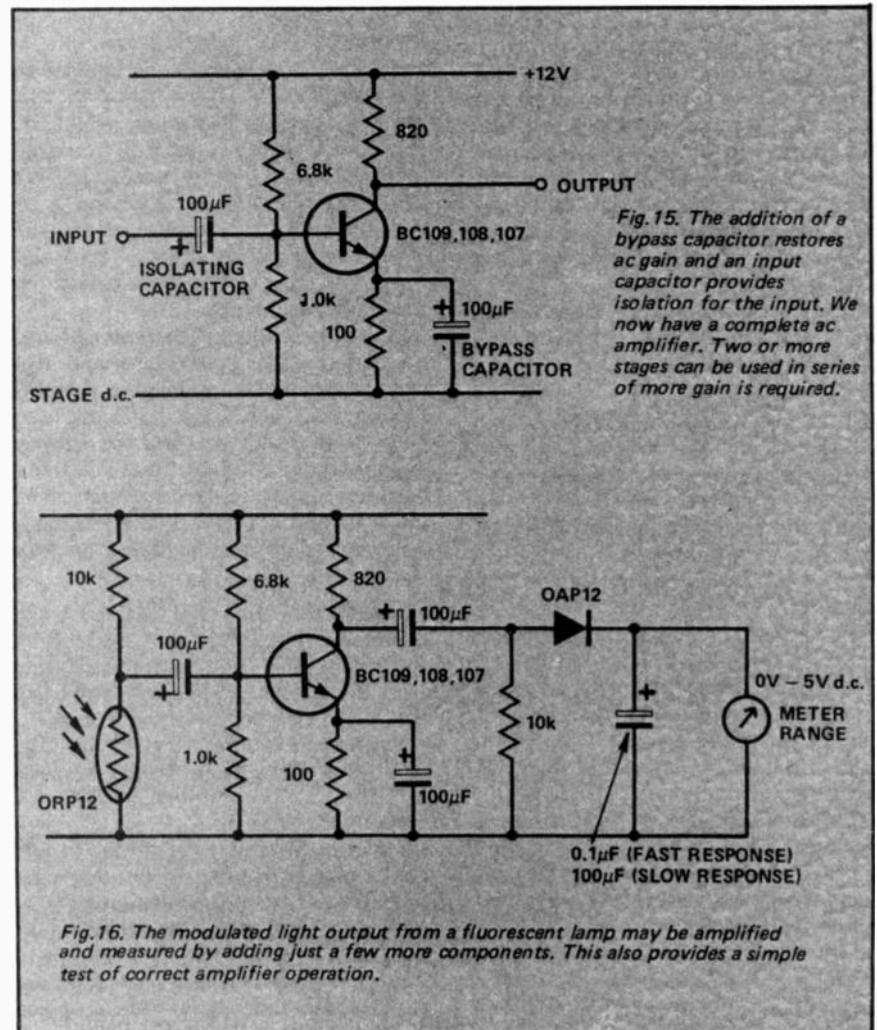 +12V
820
6.8k
100µF
OUTPUT
INPUT
BC109,108,107
ISOLATING
CAPACITOR
1.0k
100µF
100
BYPASS
CAPACITOR
STAGE d.c.
Fig.15. The addition of a
bypass capacitor restores
ac gain and an input
capacitor provides
isolation for the input. We
now have a complete ac
amplifier. Two or more
stages can be used in series
of more gain is required.
10k
6.8k
820
OAP12
100µF
100µF
BC109,108,107
0V – 5V d.c.
METER
RANGE
10k
1.0k
100
ORP12
100µF
0.1µF (FAST RESPONSE)
100µF (SLOW RESPONSE)
Fig.16. The modulated light output from a fluorescent lamp may be amplified
and measured by adding just a few more components. This also provides a simple
test of correct amplifier operation.